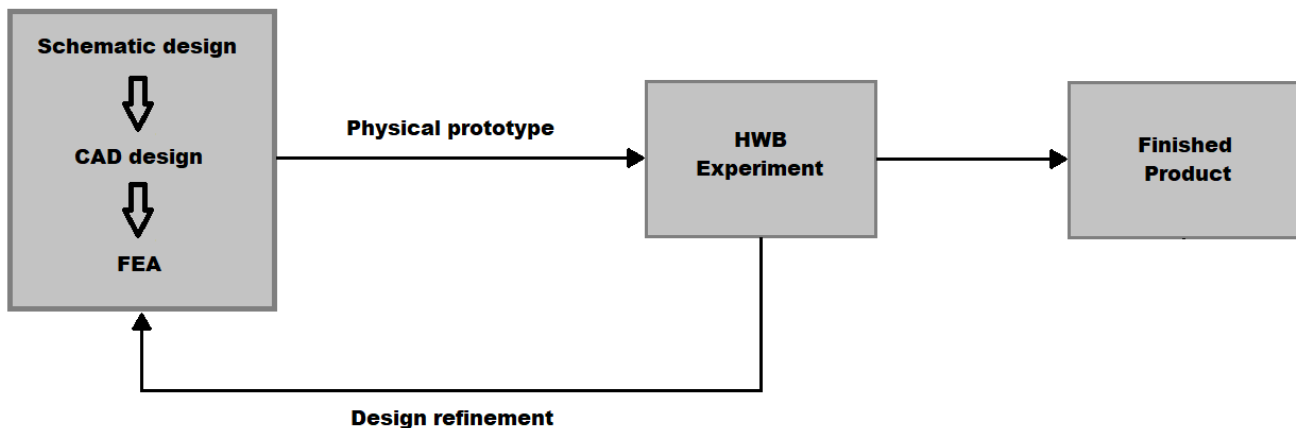 Schematic design
CAD design
FEA
Physical prototype
HWB
Experiment
Finished
Product
Design refinement